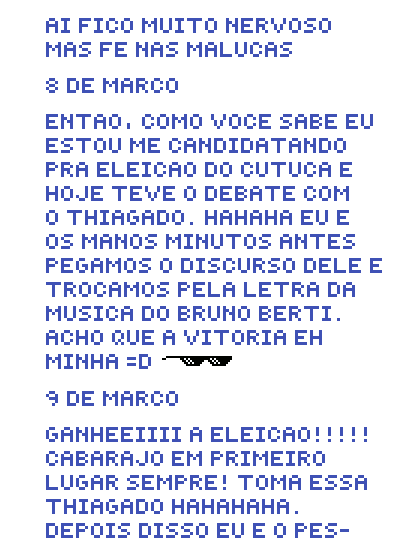 AI FICO MUITO NERVOSO
MAS FE NAS MALUCAS
8 DE MARCO
ENTAO, COMO VOCE SABE EU
ESTOU ME CANDIDATANDO
PRA ELEICAO DO CUTUCA E
HOJE TEVE O DEBATE COM
O THIAGADO. HAHAHA EU E
OS MANOS MINUTOS ANTES
PEGAMOS O DISCURSO DELE E
TROCAMOS PELA LETRA DA
MUSICA DO BRUNO BERTI.
ACHO QUE A VITORIA EH
MINHA =D
9 DE MARCO
GANHEEIIII A ELEICAO!!!!!
CABARAJO EM PRIMEIRO
LUGAR SEMPRE! TOMA ESSA
THIAGADO HAHAHAHA.
DEPOIS DISSO EU E O PES-